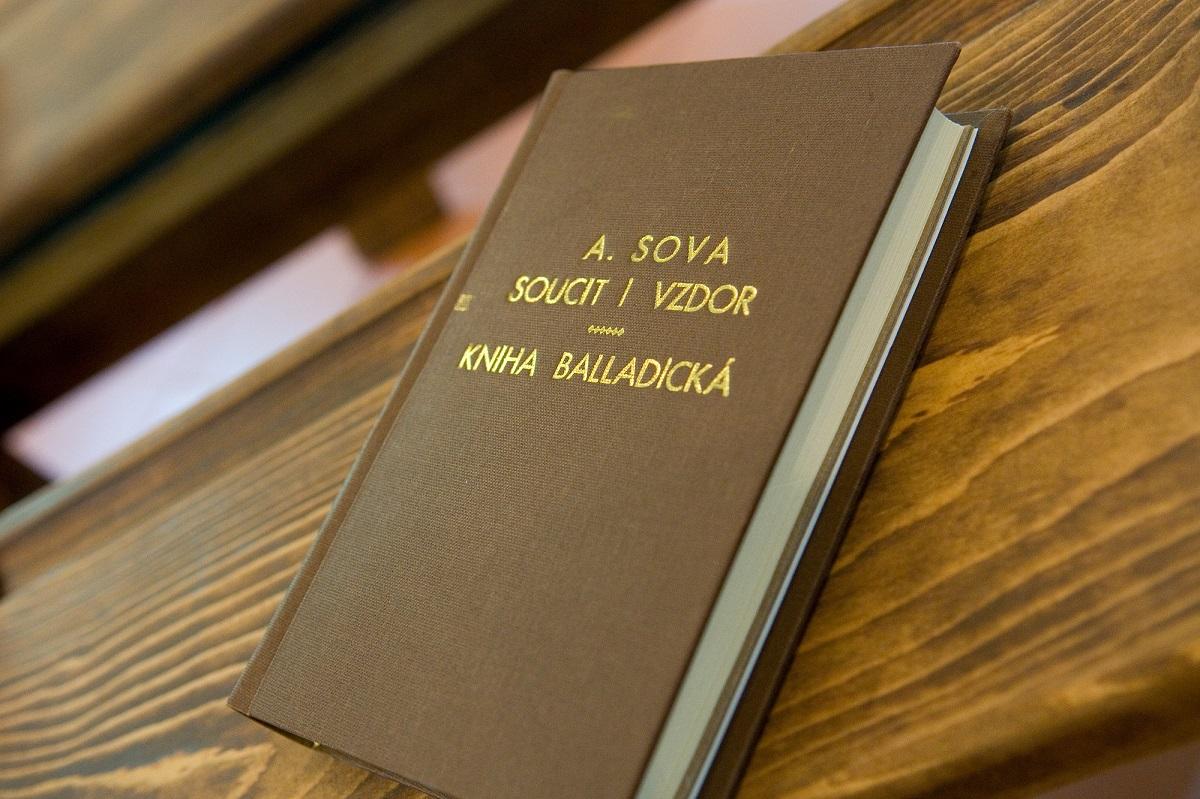 A. SOVA
SOUCIT I VZDOR
KNIHA BALLADICKÁ